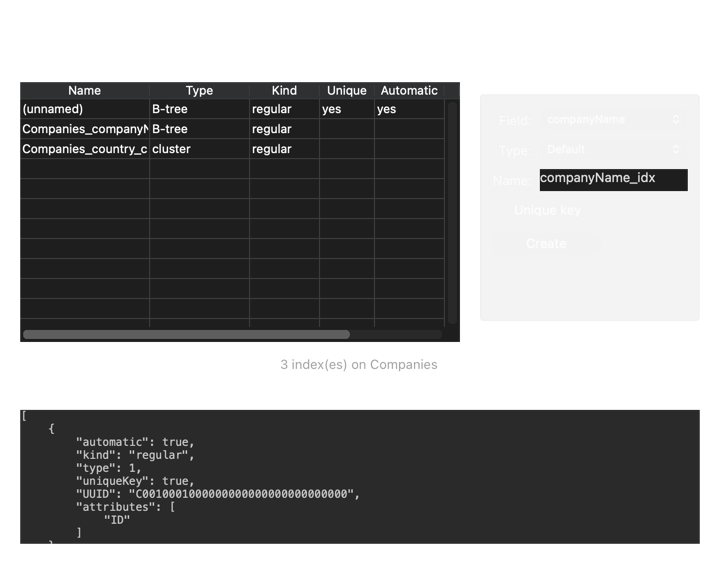 Name Type Kind Unique Automatic
(unnamed) B-tree regular yes yes
Companies_companyN B-tree regular
Companies_country_c cluster regular
Field companyName
Type Default
Name companyName_idx
Unique key
Create
3 index(es) on Companies
[
{
"automatic": true,
"kind": "regular",
"type": 1,
"uniqueKey": true,
"UUID": "C0010001000000000000000000000000",
"attributes": [
"ID"
]